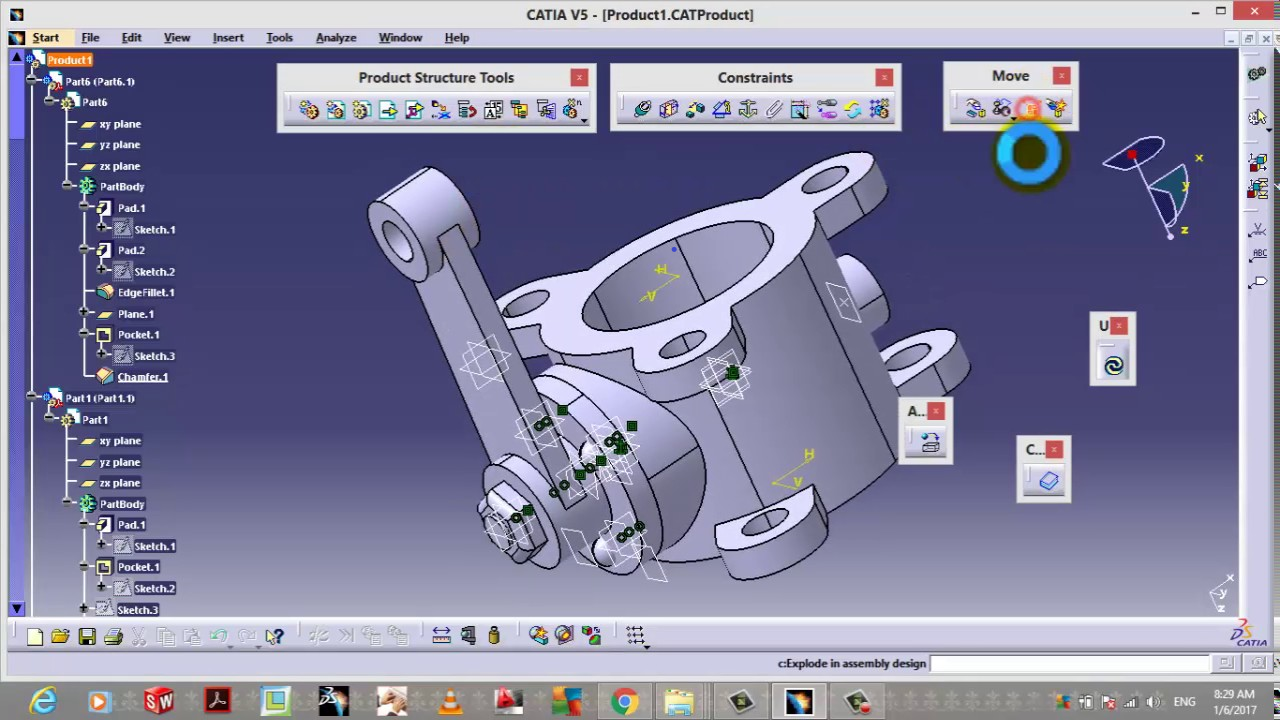 CATIA V5 - [Product1.CATProduct]
Start File Edit View Insert Tools Analyze Window Help
Product1
Part6 (Part6.1)
Part6
xy plane
yz plane
zx plane
PartBody
Pad.1
Sketch.1
Pad.2
Sketch.2
EdgeFillet.1
Plane.1
Pocket.1
Sketch.3
Chamfer.1
Part1 (Part1.1)
Part1
xy plane
yz plane
zx plane
PartBody
Pad.1
Sketch.1
Pocket.1
Sketch.2
Sketch.3
Product Structure Tools
Constraints
Move
x
y
z
H
V
H
V
U
A...
C...
ABC
x
y
z
CATIA
c:Explode in assembly design
ENG
8:29 AM
1/6/2017